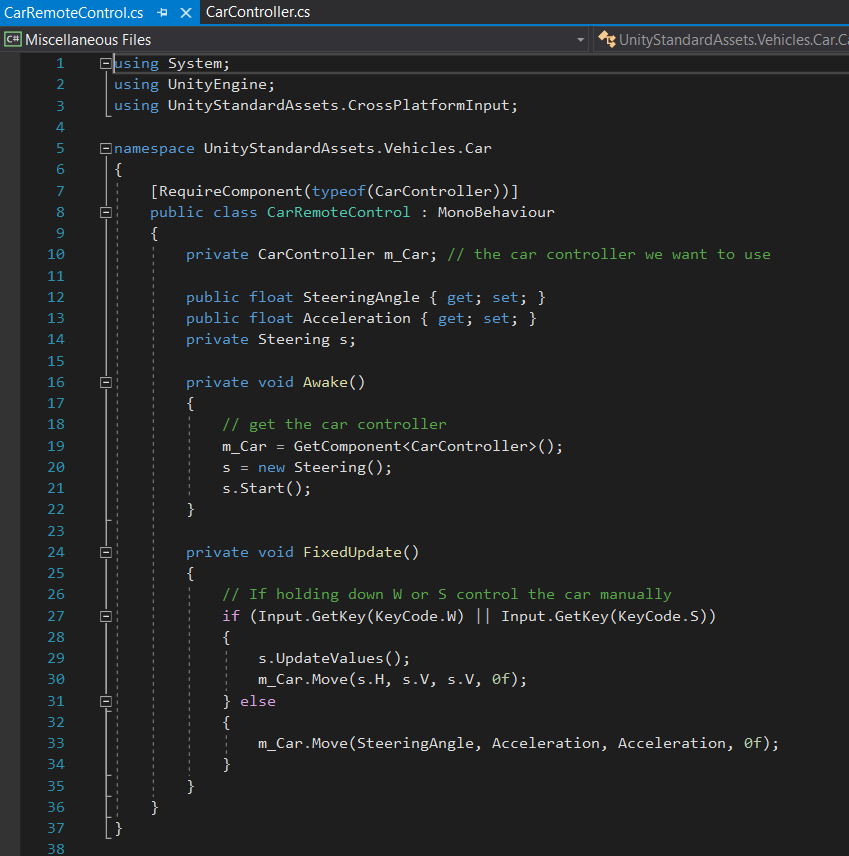 CarRemoteControl.cs CarController.cs
C# Miscellaneous Files UnityStandardAssets.Vehicles.Car.C
1 using System;
2 using UnityEngine;
3 using UnityStandardAssets.CrossPlatformInput;
4
5 namespace UnityStandardAssets.Vehicles.Car
6 {
7 [RequireComponent(typeof(CarController))]
8 public class CarRemoteControl : MonoBehaviour
9 {
10 private CarController m_Car; // the car controller we want to use
11
12 public float SteeringAngle { get; set; }
13 public float Acceleration { get; set; }
14 private Steering s;
15
16 private void Awake()
17 {
18 // get the car controller
19 m_Car = GetComponent<CarController>();
20 s = new Steering();
21 s.Start();
22 }
23
24 private void FixedUpdate()
25 {
26 // If holding down W or S control the car manually
27 if (Input.GetKey(KeyCode.W) || Input.GetKey(KeyCode.S))
28 {
29 s.UpdateValues();
30 m_Car.Move(s.H, s.V, s.V, 0f);
31 } else
32 {
33 m_Car.Move(SteeringAngle, Acceleration, Acceleration, 0f);
34 }
35 }
36 }
37 }
38